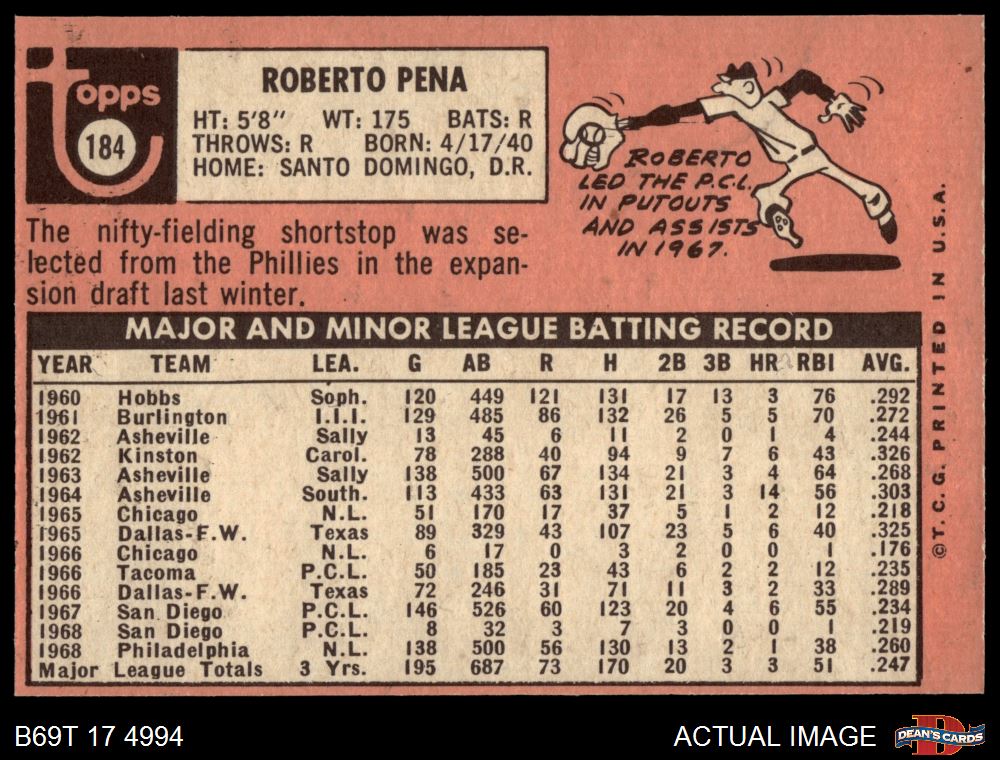 Topps
184
ROBERTO PENA
HT: 5'8" WT: 175 BATS: R
THROWS: R BORN: 4/17/40
HOME: SANTO DOMINGO, D.R.
ROBERTO
LED THE P.C.L.
IN PUTOUTS
AND ASSISTS
IN 1967.
The nifty-fielding shortstop was se-
lected from the Phillies in the expan-
sion draft last winter.
MAJOR AND MINOR LEAGUE BATTING RECORD
YEAR TEAM LEA. G AB R H 2B 3B HR RBI AVG.
1960 Hobbs Soph. 120 449 121 131 17 13 3 76 .292
1961 Burlington I.I.I. 129 485 86 132 26 5 5 70 .272
1962 Asheville Sally 13 45 6 11 2 0 1 4 .244
1962 Kinston Carol. 78 288 40 94 9 7 6 43 .326
1963 Asheville Sally 138 500 67 134 21 3 4 64 .268
1964 Asheville South. 113 433 63 131 21 3 14 56 .303
1965 Chicago N.L. 51 170 17 37 5 1 2 12 .218
1965 Dallas-F.W. Texas 89 329 43 107 23 5 6 40 .325
1966 Chicago N.L. 6 17 0 3 2 0 0 1 .176
1966 Tacoma P.C.L. 50 185 23 43 6 2 2 12 .235
1966 Dallas-F.W. Texas 72 246 31 71 11 3 2 33 .289
1967 San Diego P.C.L. 146 526 60 123 20 4 6 55 .234
1968 San Diego P.C.L. 8 32 3 7 3 0 0 1 .219
1968 Philadelphia N.L. 138 500 56 130 13 2 1 38 .260
Major League Totals 3 Yrs. 195 687 73 170 20 3 3 51 .247
©T.C.G. PRINTED IN U.S.A.
B69T 17 4994
ACTUAL IMAGE
DEAN'S CARDS